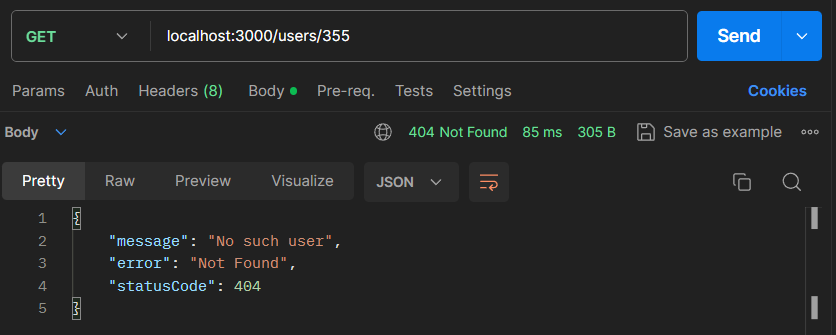 GET localhost:3000/users/355 Send
Params Auth Headers (8) Body Pre-req. Tests Settings Cookies
Body 404 Not Found 85 ms 305 B Save as example
Pretty Raw Preview Visualize JSON
1 {
2 "message": "No such user",
3 "error": "Not Found",
4 "statusCode": 404
5 }